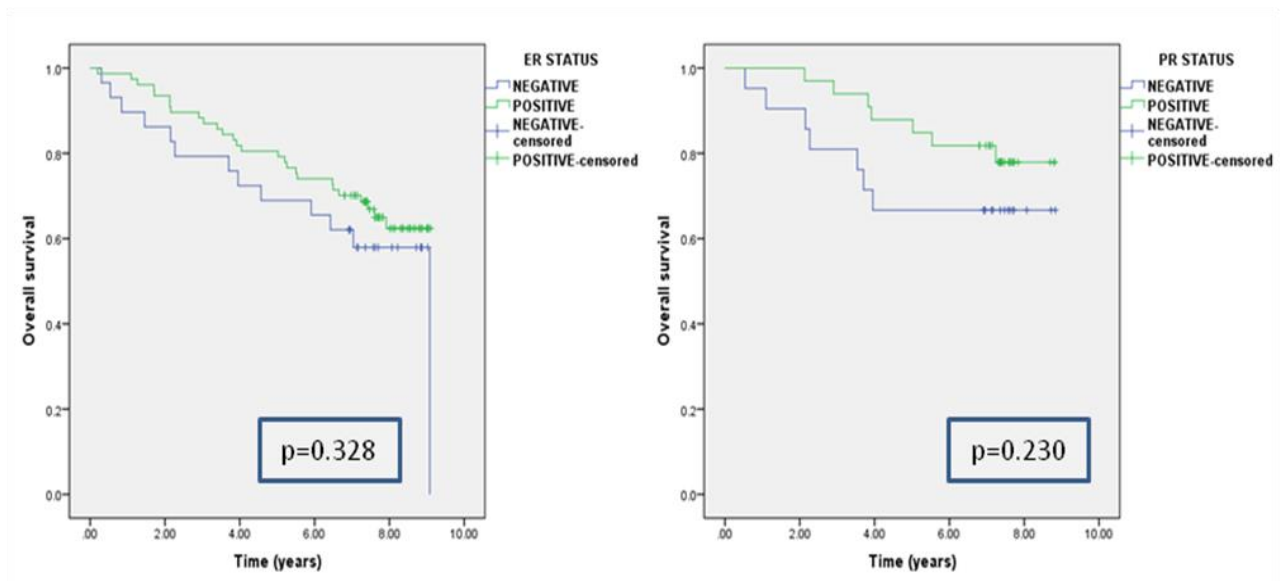 ER STATUS
NEGATIVE
POSITIVE
NEGATIVE-
censored
POSITIVE-censored
1.0
0.8
0.6
0.4
0.2
0.0
Overall survival
p=0.328
.00 2.00 4.00 6.00 8.00 10.00
Time (years)
PR STATUS
NEGATIVE
POSITIVE
NEGATIVE-
censored
POSITIVE-censored
1.0
0.8
0.6
0.4
0.2
0.0
Overall survival
p=0.230
.00 2.00 4.00 6.00 8.00 10.00
Time (years)